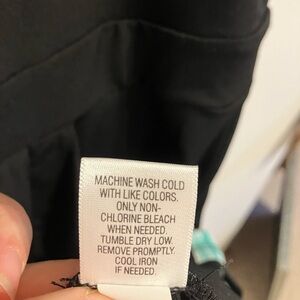 MACHINE WASH COLD
WITH LIKE COLORS.
ONLY NON-
CHLORINE BLEACH
WHEN NEEDED.
TUMBLE DRY LOW.
REMOVE PROMPTLY.
COOL IRON
IF NEEDED.